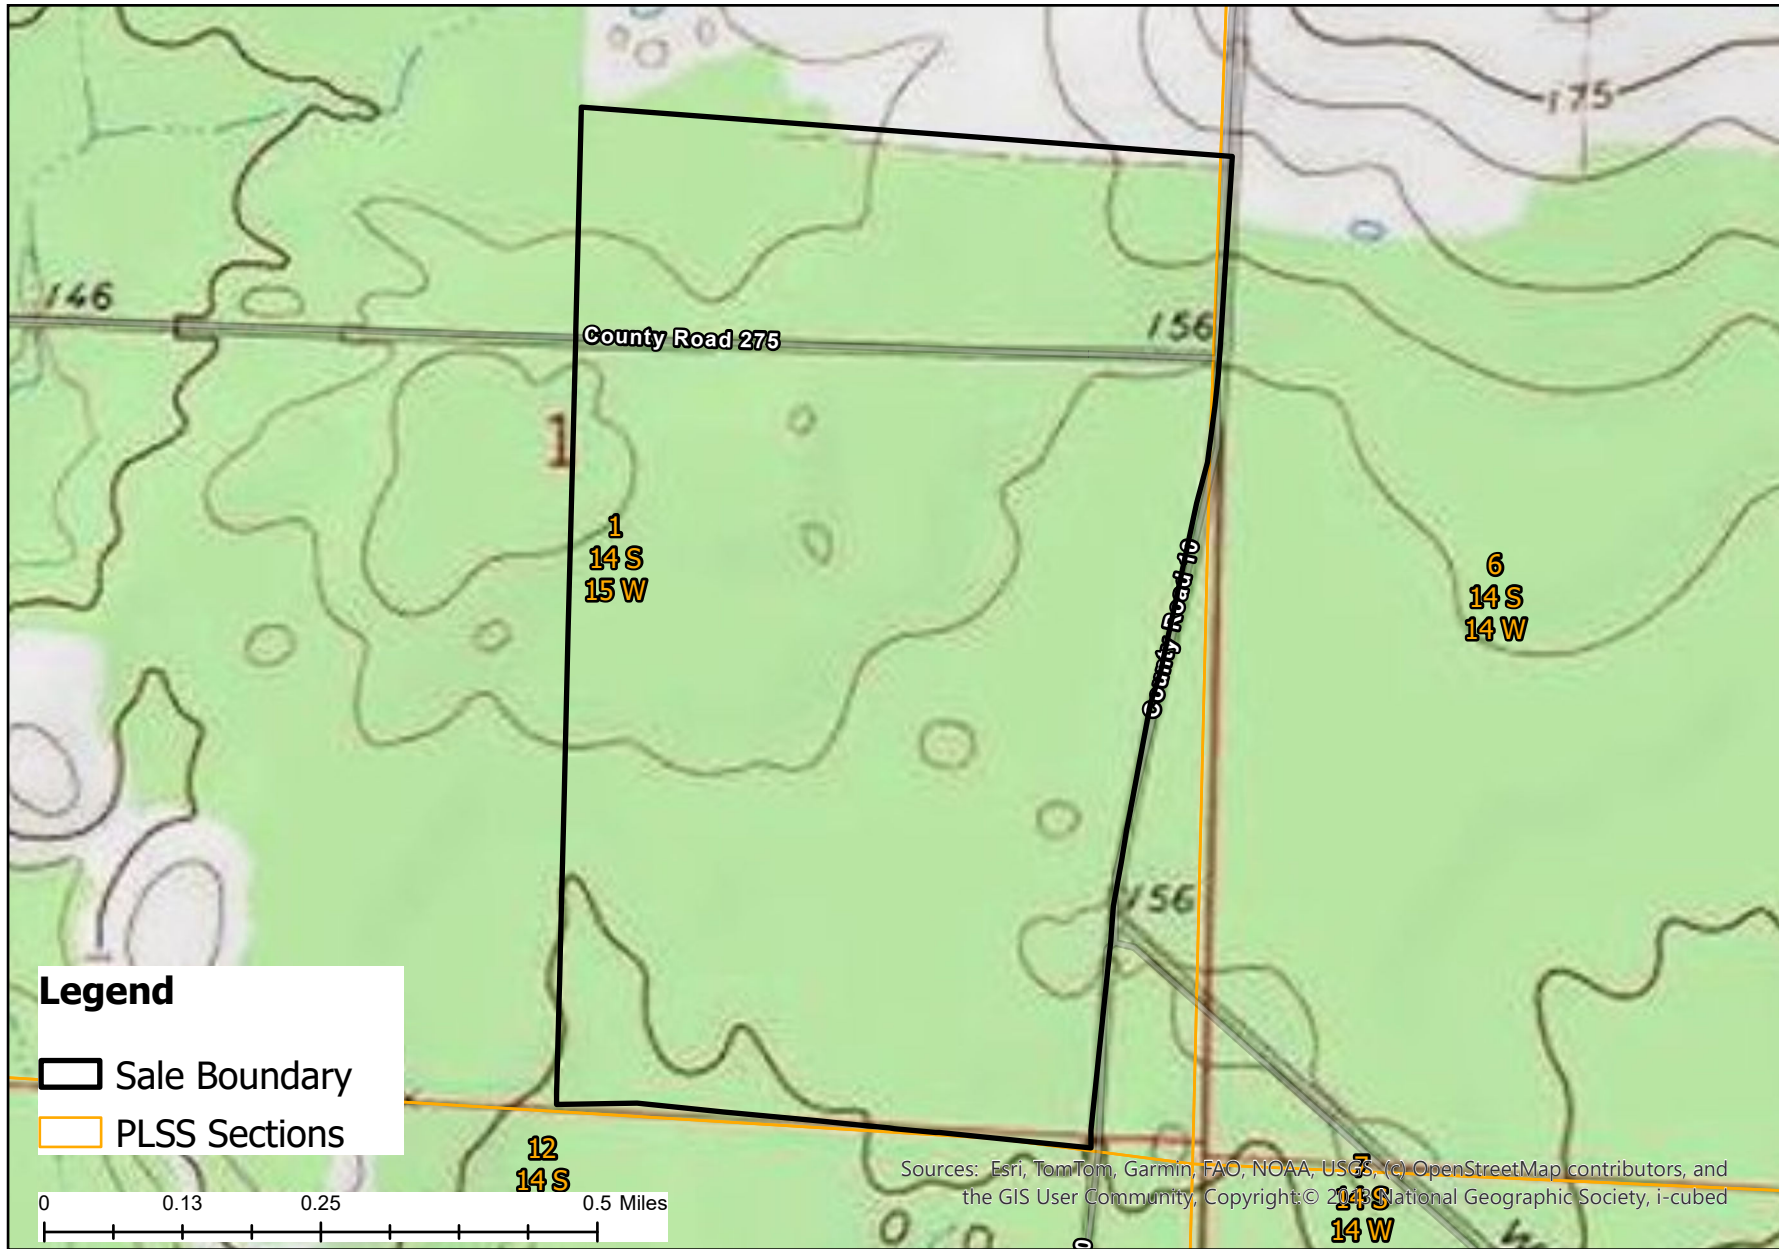 175
146
County Road 275
156
1
1
14 S
15 W
6
14 S
14 W
County Road 10
156
Legend
Sale Boundary
PLSS Sections
12
14 S
7
14 S
14 W
Sources: Esri, TomTom, Garmin, FAO, NOAA, USGS, (c) OpenStreetMap contributors, and
the GIS User Community, Copyright:© 2013 National Geographic Society, i-cubed
0 0.13 0.25 0.5 Miles